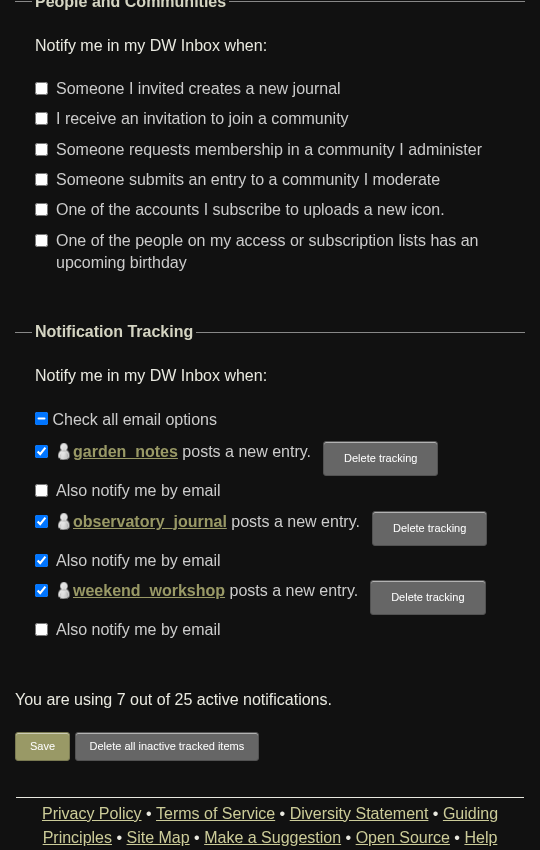 People and Communities
Notify me in my DW Inbox when:
Someone I invited creates a new journal
I receive an invitation to join a community
Someone requests membership in a community I administer
Someone submits an entry to a community I moderate
One of the accounts I subscribe to uploads a new icon.
One of the people on my access or subscription lists has an
upcoming birthday
Notification Tracking
Notify me in my DW Inbox when:
Check all email options
garden_notes posts a new entry. Delete tracking
Also notify me by email
observatory_journal posts a new entry. Delete tracking
Also notify me by email
weekend_workshop posts a new entry. Delete tracking
Also notify me by email
You are using 7 out of 25 active notifications.
Save Delete all inactive tracked items
Privacy Policy • Terms of Service • Diversity Statement • Guiding
Principles • Site Map • Make a Suggestion • Open Source • Help